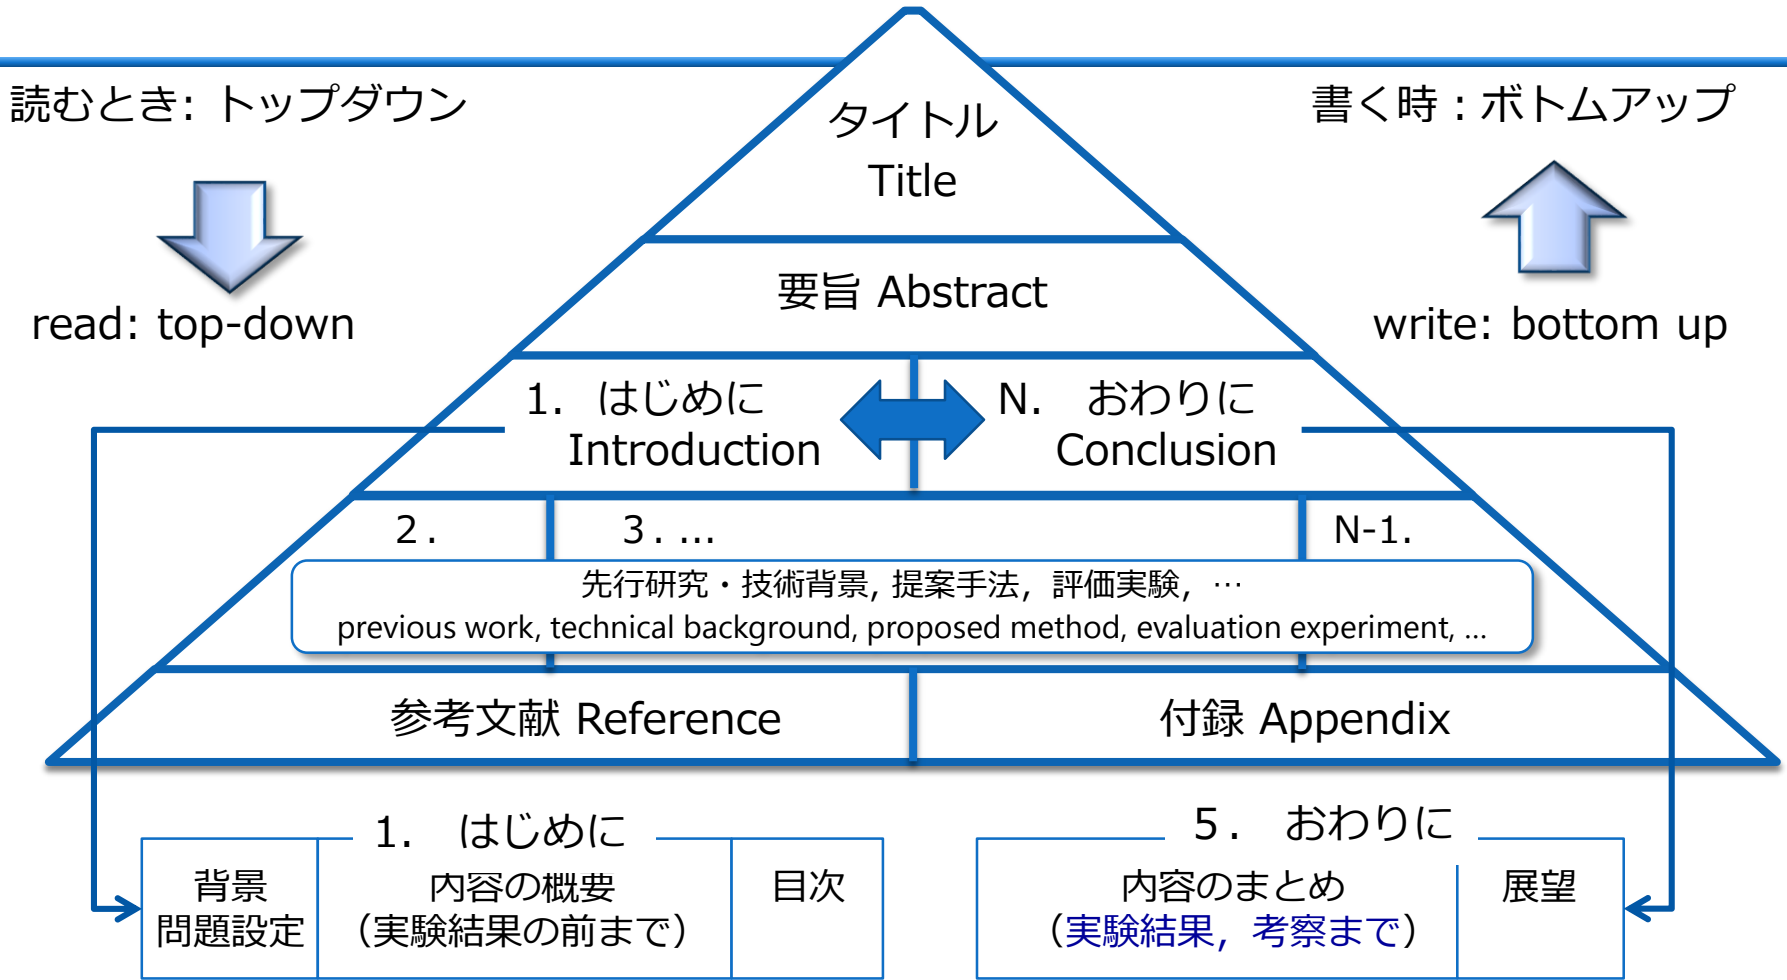 読むとき: トップダウン
read: top-down
書く時：ボトムアップ
write: bottom up
タイトル
Title
要旨 Abstract
1. はじめに
Introduction
N. おわりに
Conclusion
2.
3. ...
N-1.
先行研究・技術背景, 提案手法，評価実験，…
previous work, technical background, proposed method, evaluation experiment, ...
参考文献 Reference
付録 Appendix
1. はじめに
背景
問題設定
内容の概要
（実験結果の前まで）
目次
5. おわりに
内容のまとめ
（実験結果，考察まで）
展望